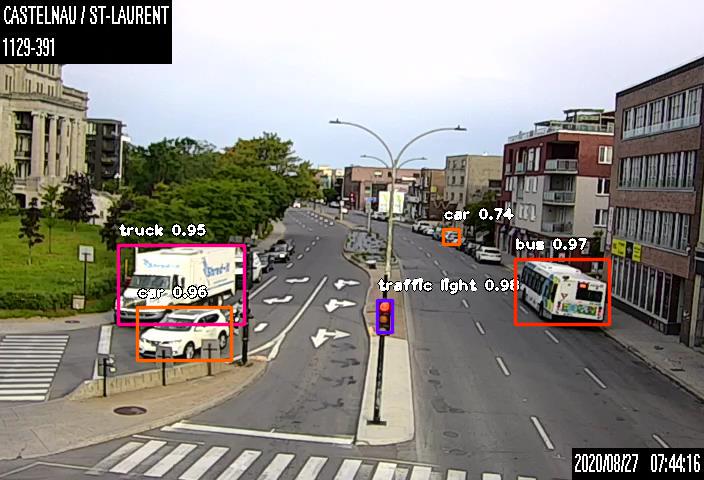 CASTELNAU / ST-LAURENT
1129-391
car 0.74
truck 0.95
bus 0.97
traffic light 0.98
car 0.96
2020/08/27 07:44:16